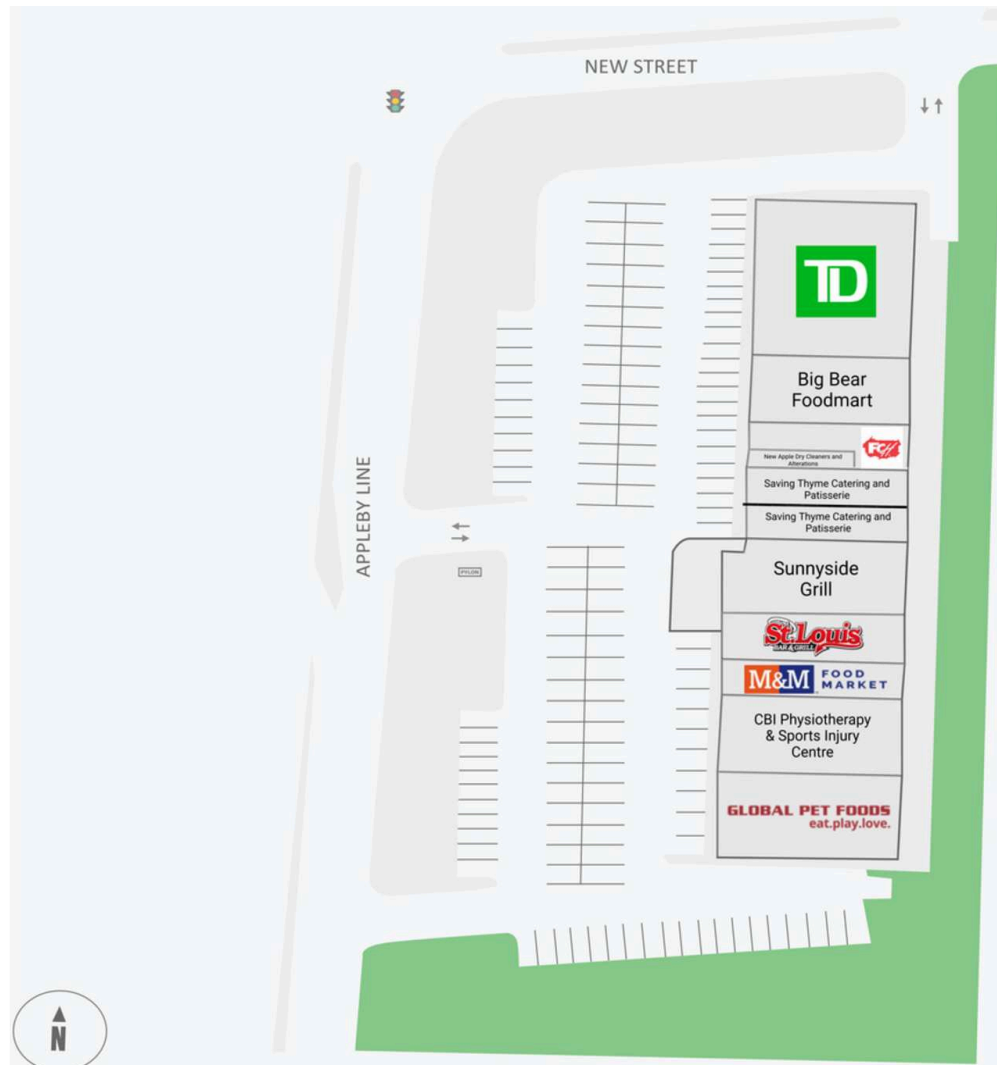 NEW STREET
TD
Big Bear
Foodmart
New Apple Dry Cleaners and
Alterations
Saving Thyme Catering and
Patisserie
Saving Thyme Catering and
Patisserie
APPLEBY LINE
PYLON
Sunnyside
Grill
St. Louis
BAR & GRILL
M&M FOOD
MARKET
CBI Physiotherapy
& Sports Injury
Centre
GLOBAL PET FOODS
eat.play.love.
N